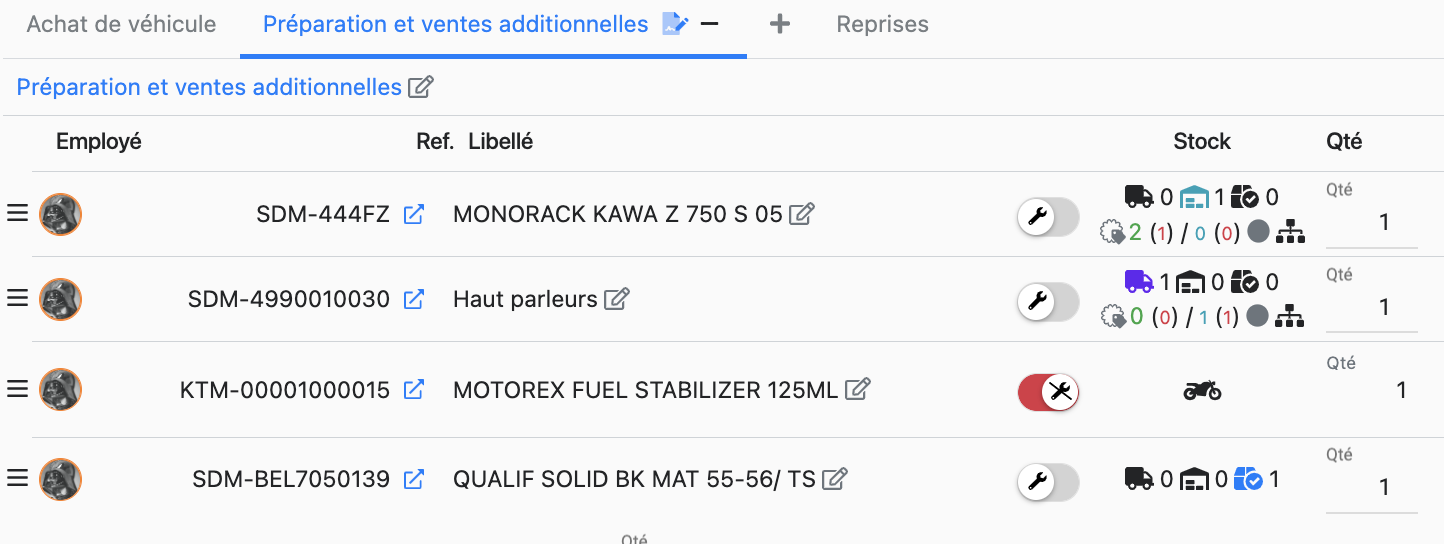 Achat de véhicule Préparation et ventes additionnelles Reprises
Préparation et ventes additionnelles
Employé Ref. Libellé Stock Qté
SDM-444FZ MONORACK KAWA Z 750 S 05 0 1 0 Qté
2 (1) / 0 (0) 1
SDM-4990010030 Haut parleurs 1 0 0 Qté
0 (0) / 1 (1) 1
KTM-00001000015 MOTOREX FUEL STABILIZER 125ML Qté
1
SDM-BEL7050139 QUALIF SOLID BK MAT 55-56/ TS 0 0 1 Qté
1
Qté